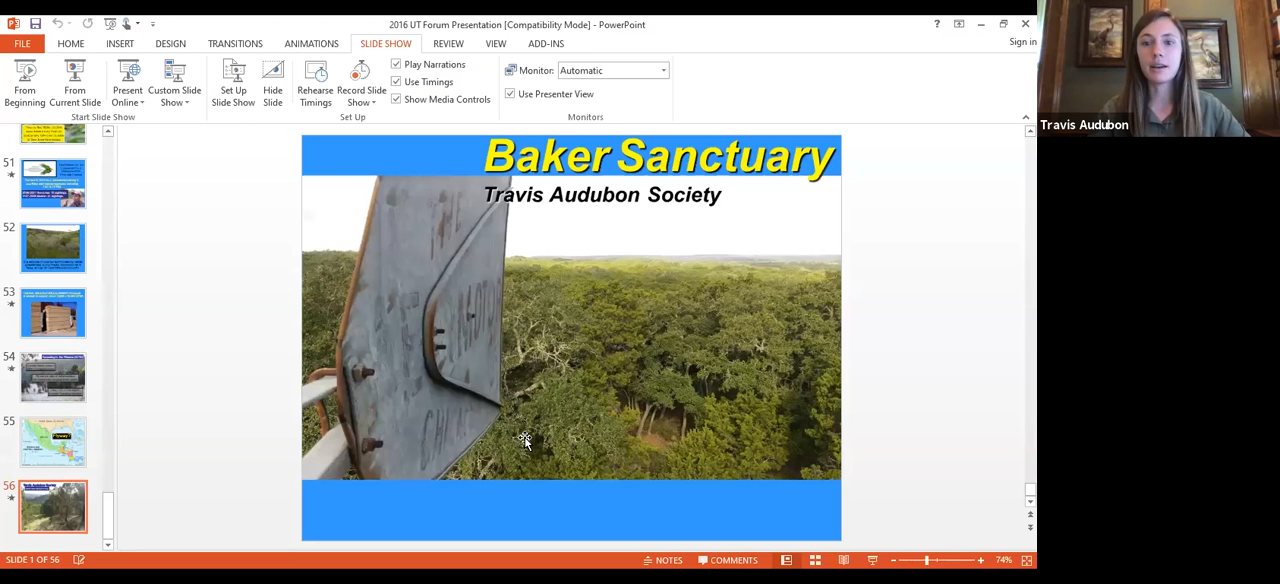 2016 UT Forum Presentation [Compatibility Mode] - PowerPoint
FILE HOME INSERT DESIGN TRANSITIONS ANIMATIONS SLIDE SHOW REVIEW VIEW ADD-INS Sign in
From Beginning
From Current Slide
Present Online
Custom Slide Show
Start Slide Show
Set Up Slide Show
Hide Slide
Rehearse Timings
Record Slide Show
Play Narrations
Use Timings
Show Media Controls
Set Up
Monitor: Automatic
Use Presenter View
Monitors
Travis Audubon
51
52
53
54
55
56
Baker Sanctuary
Travis Audubon Society
SLIDE 1 OF 56 NOTES COMMENTS 74%